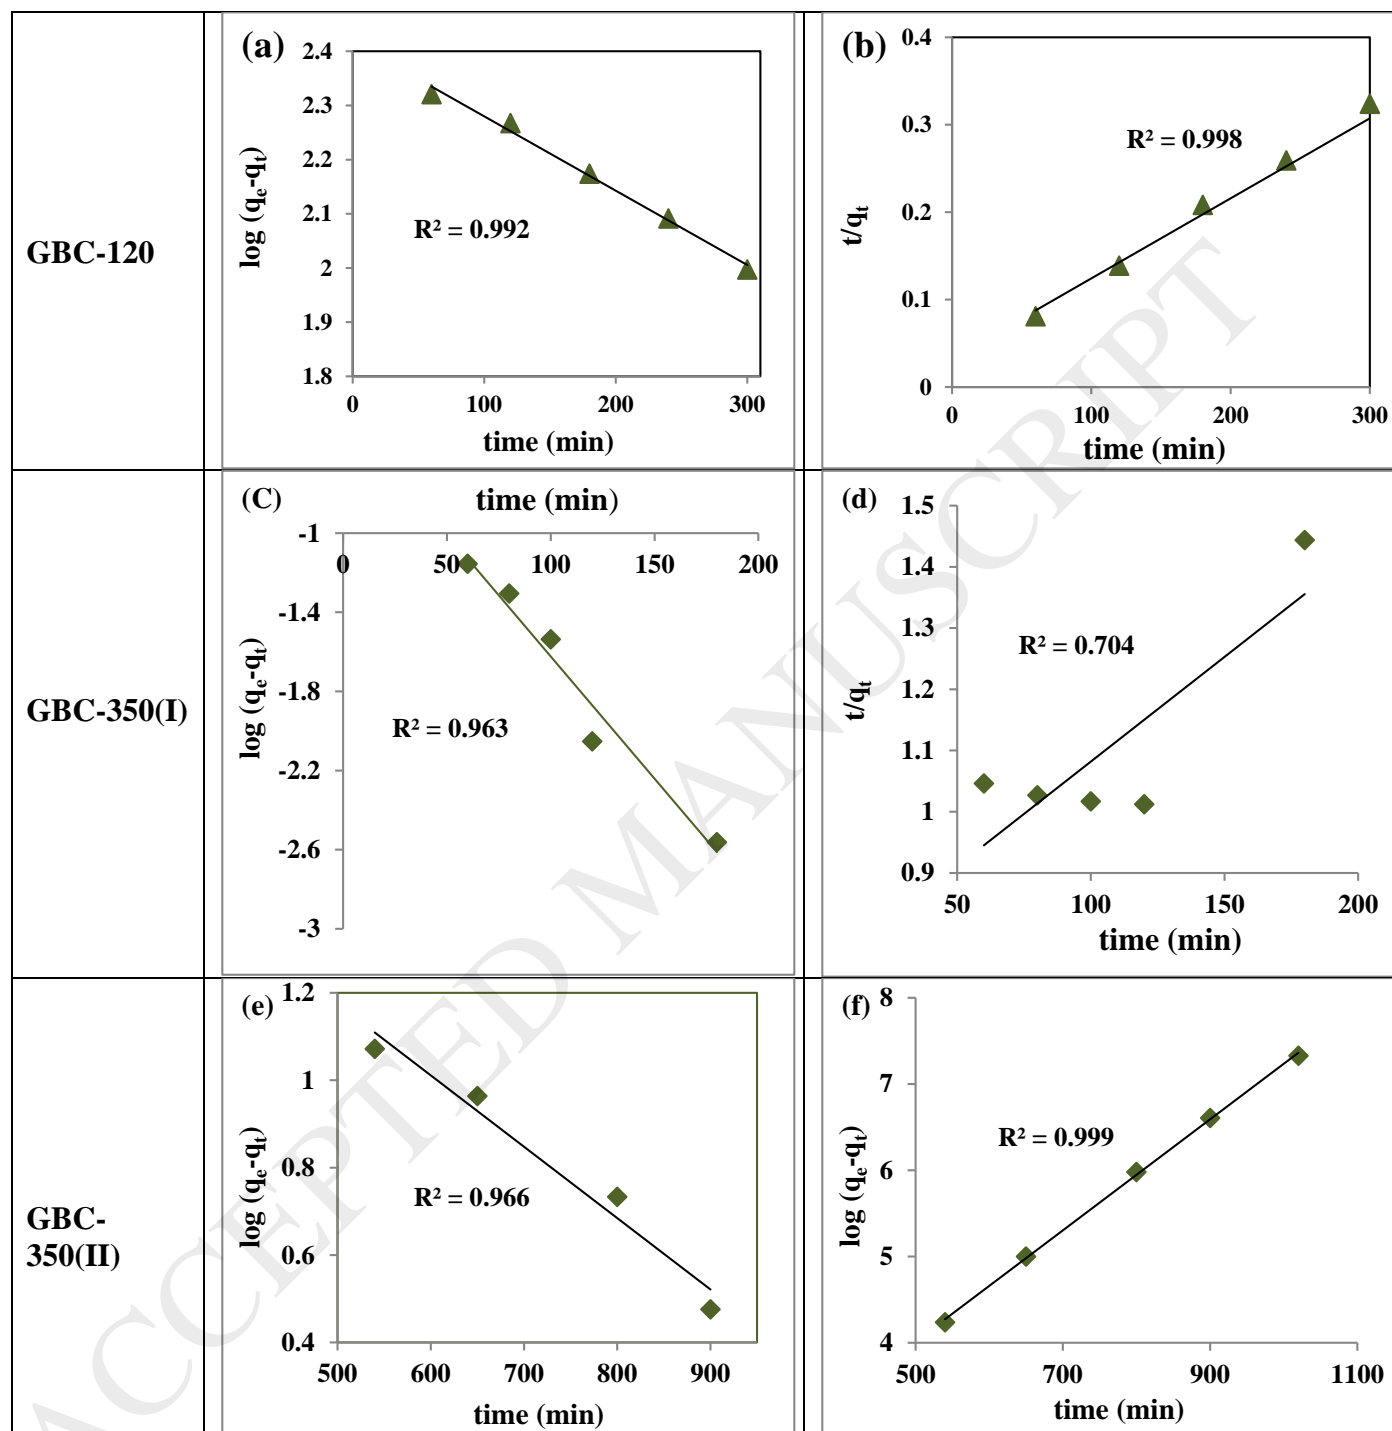 GBC-120
(a)
2.4
2.3
2.2
2.1
2
1.9
1.8
log (qₑ-qₜ)
R² = 0.992
0 100 200 300
time (min)
(b)
0.4
0.3
0.2
0.1
0
t/qₜ
R² = 0.998
0 100 200 300
time (min)
GBC-350(I)
(C)
time (min)
0 50 100 150 200
-1
-1.4
-1.8
-2.2
-2.6
-3
log (qₑ-qₜ)
R² = 0.963
(d)
1.5
1.4
1.3
1.2
1.1
1
0.9
t/qₜ
R² = 0.704
50 100 150 200
time (min)
GBC-
350(II)
(e)
1.2
1
0.8
0.6
0.4
log (qₑ-qₜ)
R² = 0.966
500 600 700 800 900
time (min)
(f)
8
7
6
5
4
log (qₑ-qₜ)
R² = 0.999
500 700 900 1100
time (min)
ACCEPTED MANUSCRIPT